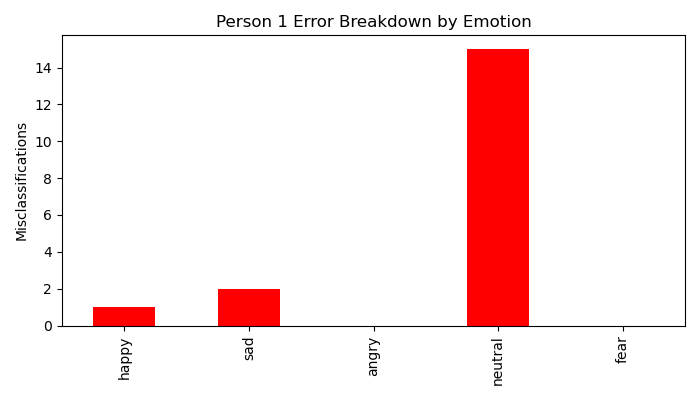 Person 1 Error Breakdown by Emotion
Misclassifications
14
12
10
8
6
4
2
0
happy
sad
angry
neutral
fear